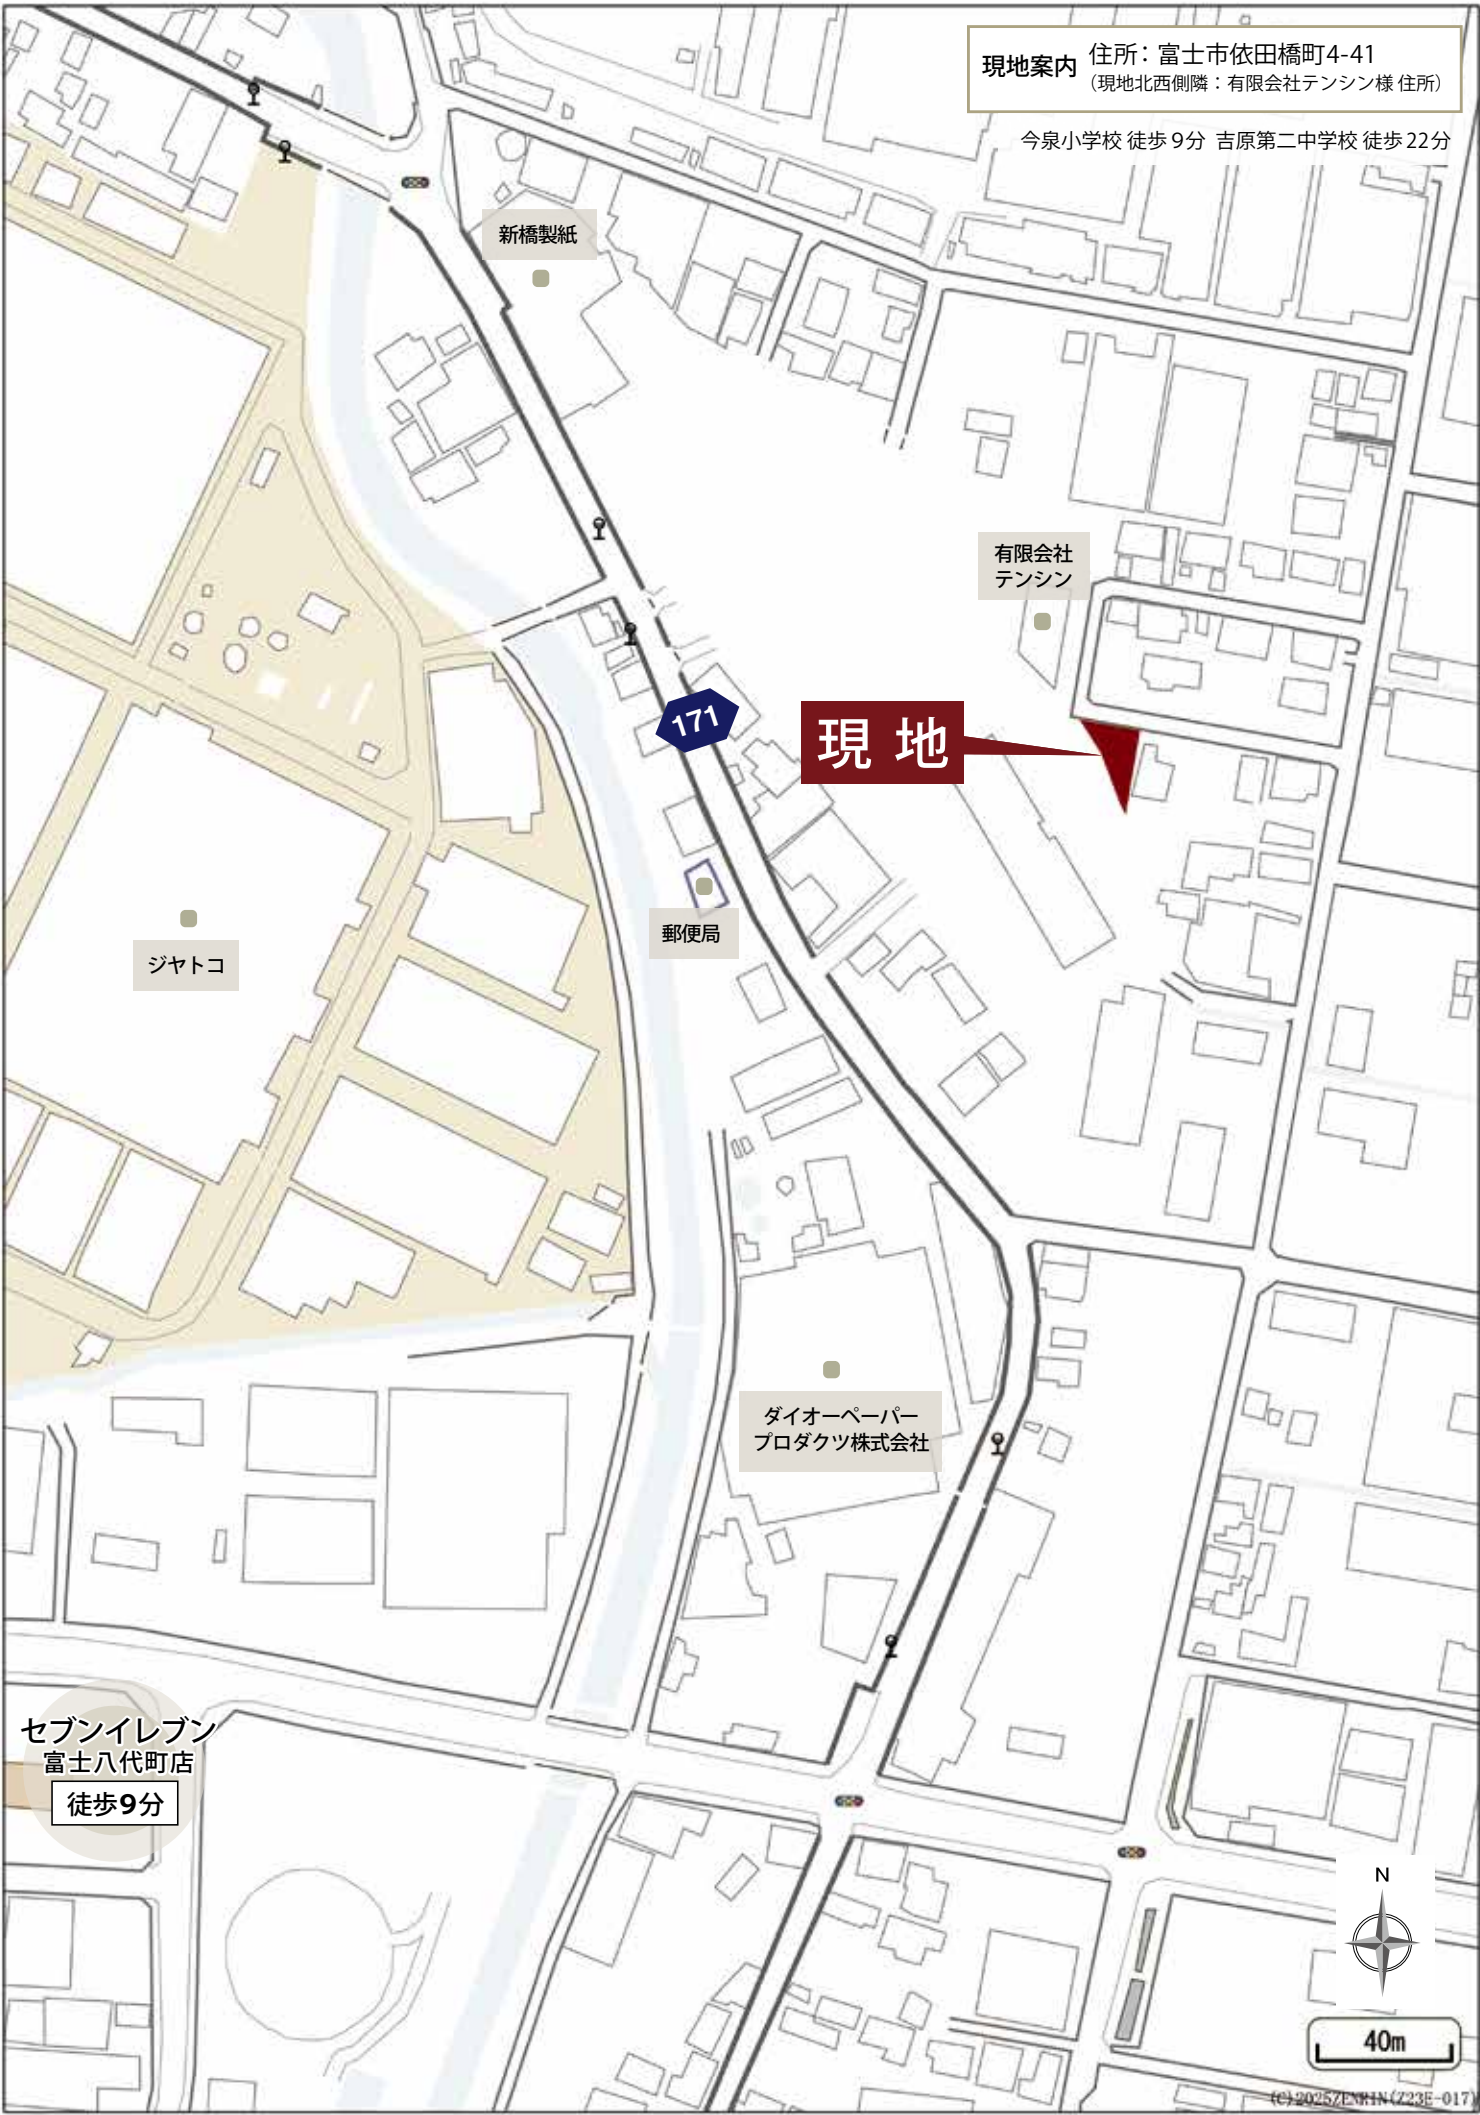 現地案内 住所：富士市依田橋町4-41
（現地北西側隣：有限会社テンシン様 住所）
今泉小学校 徒歩9分 吉原第二中学校 徒歩22分
新橋製紙
有限会社
テンシン
171
現 地
郵便局
ジヤトコ
ダイオーペーパー
プロダクツ株式会社
セブンイレブン
富士八代町店
徒歩9分
N
40m
(C)2025ZENRIN(Z23E-017)